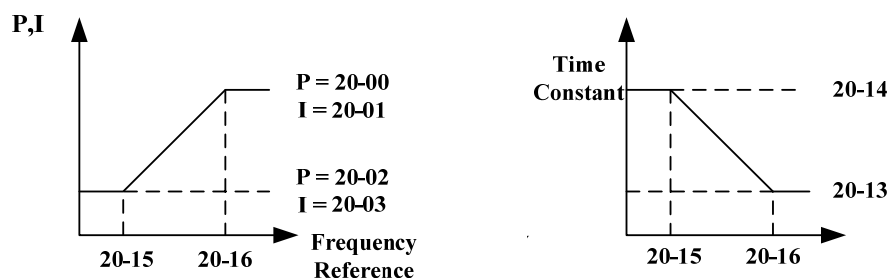 P,I
P = 20-00
I = 20-01
P = 20-02
I = 20-03
20-15
20-16
Frequency
Reference
Time
Constant
20-14
20-13
20-15
20-16